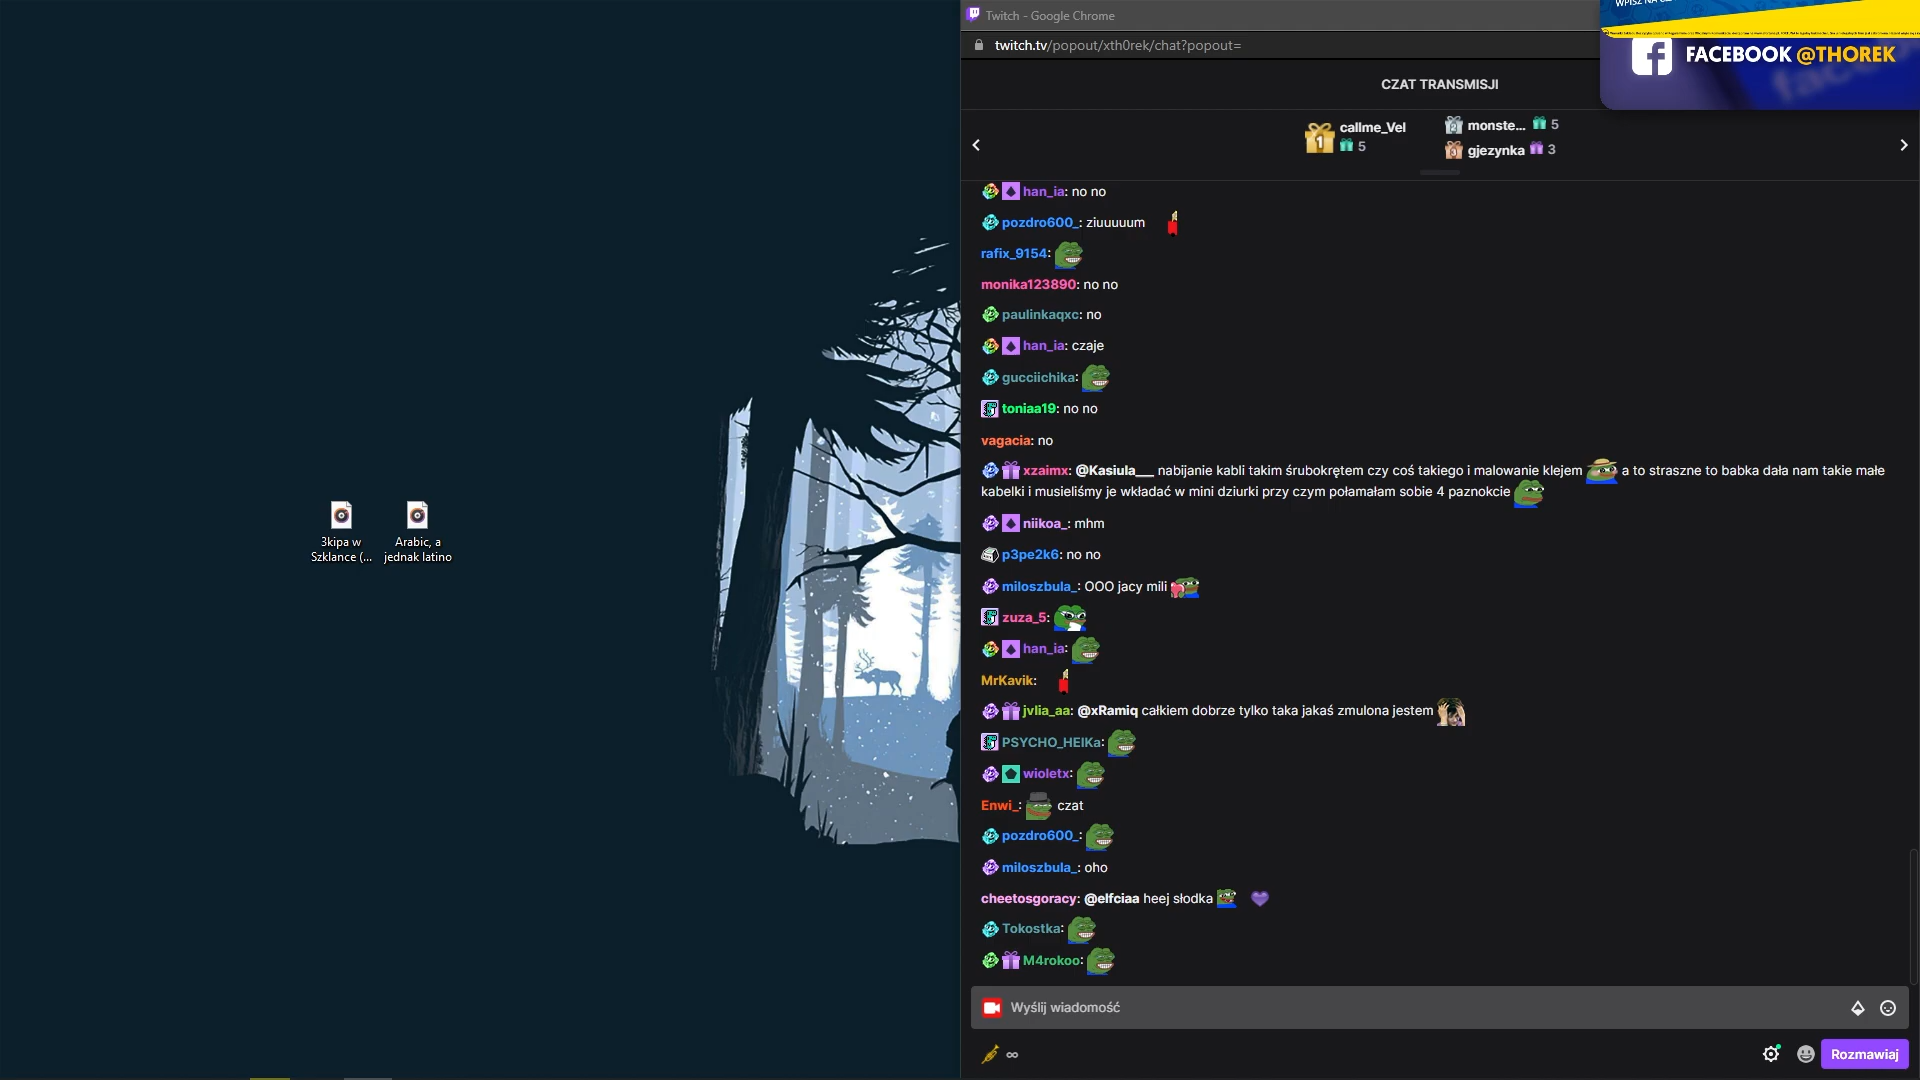 Twitch - Google Chrome
twitch.tv/popout/xth0rek/chat?popout=
FACEBOOK @THOREK
CZAT TRANSMISJI
1 callme_Vel
5
2 monste... 5
3 gjezynka 3
han_ia: no no
pozdro600_: ziuuuuum
rafix_9154:
monika123890: no no
paulinkaqxc: no
han_ia: czaje
gucciichika:
toniaa19: no no
vagacia: no
xzaimx: @Kasiula___ nabijanie kabli takim śrubokrętem czy coś takiego i malowanie klejem a to straszne to babka dała nam takie małe
kabelki i musieliśmy je wkładać w mini dziurki przy czym połamałam sobie 4 paznokcie
niikoa_: mhm
p3pe2k6: no no
miloszbula_: OOO jacy mili
zuza_5:
han_ia:
MrKavik:
jvlia_aa: @xRamiq całkiem dobrze tylko taka jakaś zmulona jestem
PSYCHO_HEIKa:
wioletx:
Enwi_: czat
pozdro600_:
miloszbula_: oho
cheetosgoracy: @elfciaa heej słodka
Tokostka:
M4rokoo:
Wyślij wiadomość
∞
Rozmawiaj
3kipa w
Szklance (...
Arabic, a
jednak latino